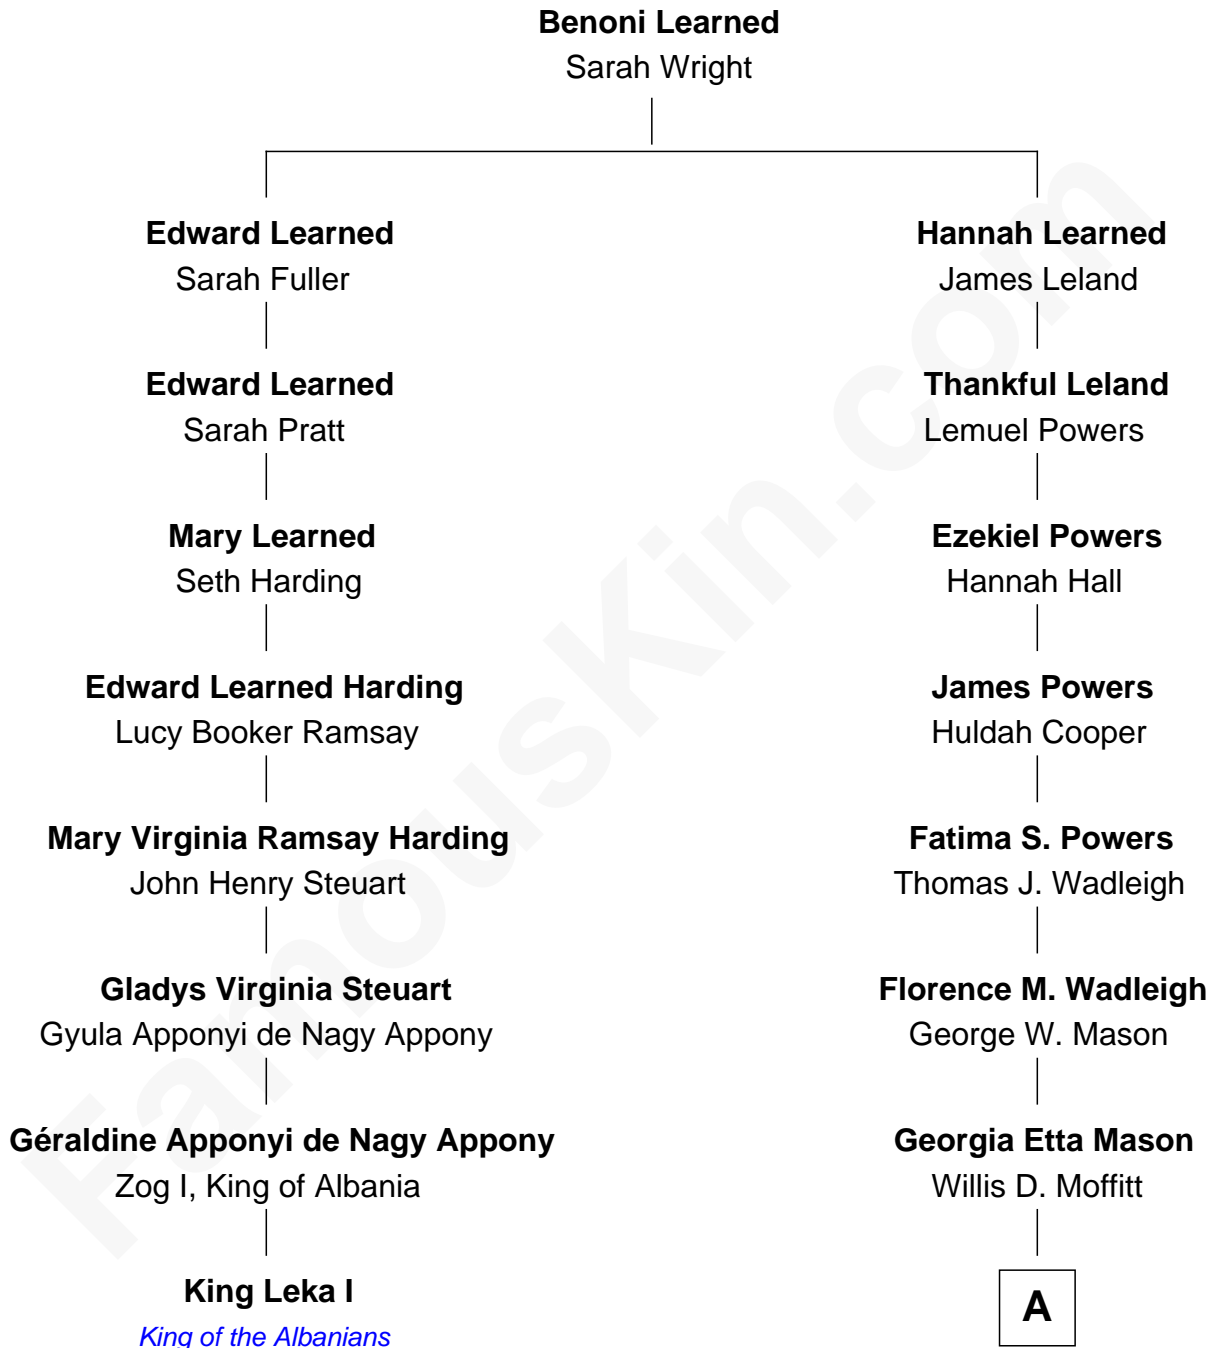 Benoni Learned
Sarah Wright
Edward Learned
Sarah Fuller
Hannah Learned
James Leland
Edward Learned
Sarah Pratt
Thankful Leland
Lemuel Powers
Mary Learned
Seth Harding
Ezekiel Powers
Hannah Hall
Edward Learned Harding
Lucy Booker Ramsay
James Powers
Huldah Cooper
Mary Virginia Ramsay Harding
John Henry Steuart
Fatima S. Powers
Thomas J. Wadleigh
Gladys Virginia Steuart
Gyula Apponyi de Nagy Appony
Florence M. Wadleigh
George W. Mason
Géraldine Apponyi de Nagy Appony
Zog I, King of Albania
Georgia Etta Mason
Willis D. Moffitt
King Leka I
King of the Albanians
A
FamousKin.com